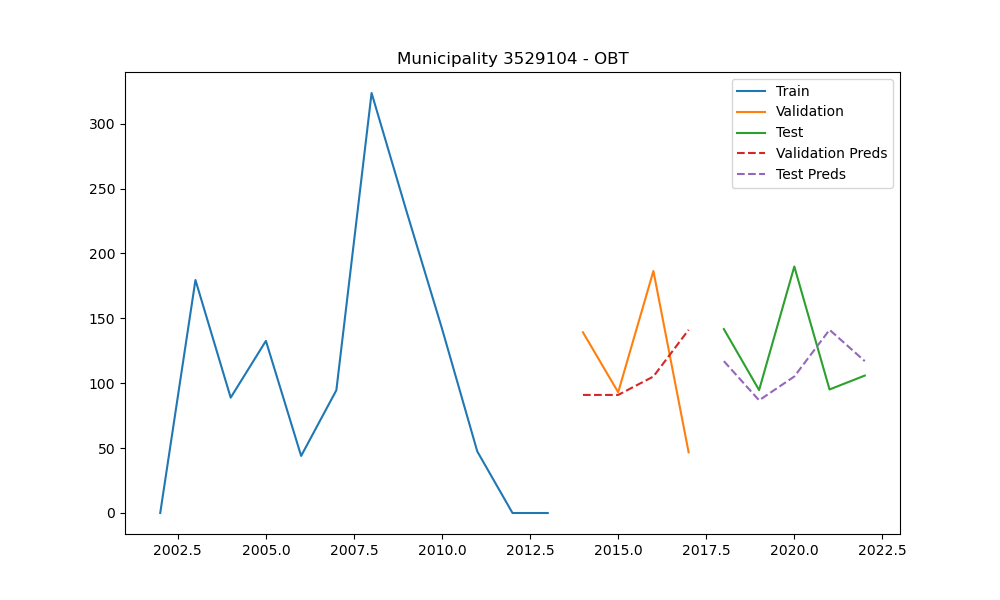 Municipality 3529104 - OBT
Train
Validation
Test
Validation Preds
Test Preds
300
250
200
150
100
50
0
2002.5 2005.0 2007.5 2010.0 2012.5 2015.0 2017.5 2020.0 2022.5